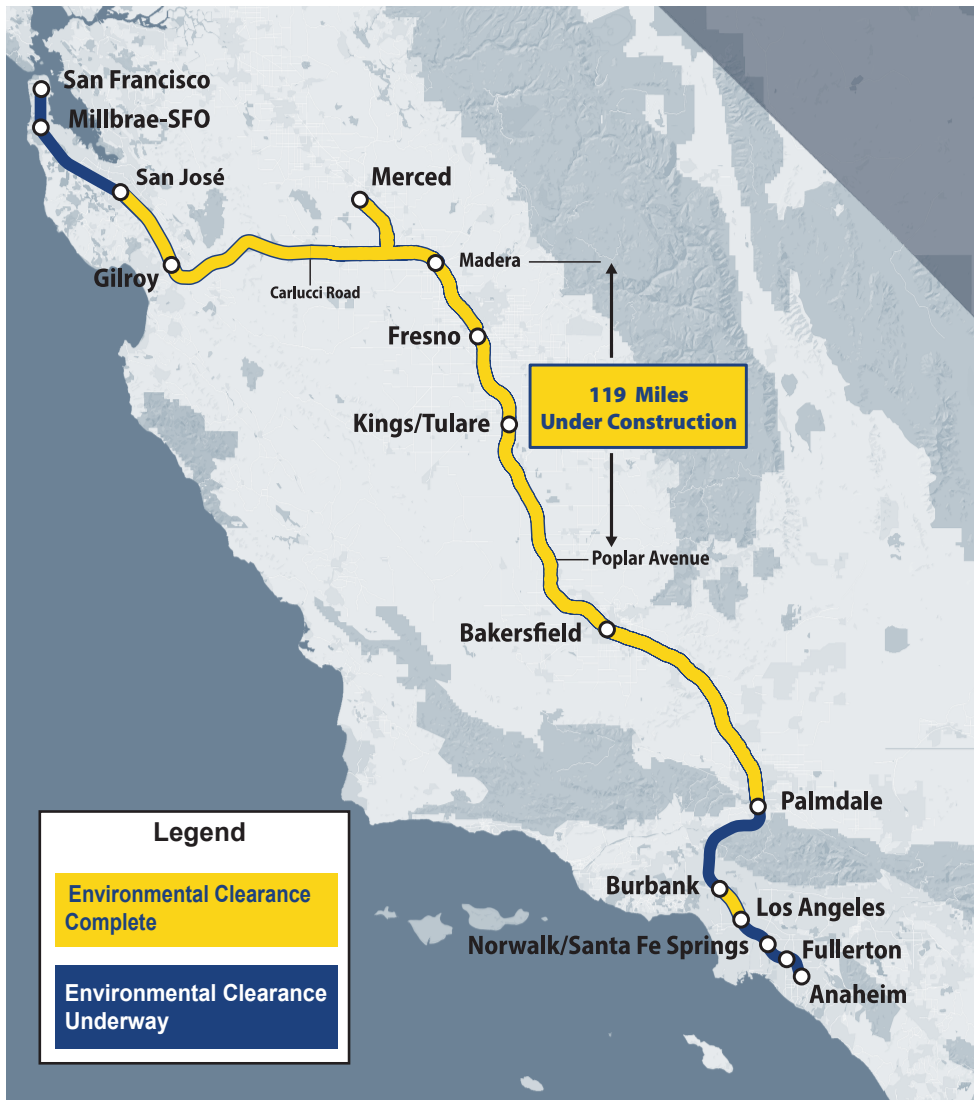 San Francisco
Millbrae-SFO
San José
Merced
Gilroy
Madera
Carlucci Road
Fresno
119 Miles
Under Construction
Kings/Tulare
Poplar Avenue
Bakersfield
Palmdale
Legend
Environmental Clearance
Complete
Environmental Clearance
Underway
Burbank
Los Angeles
Norwalk/Santa Fe Springs
Fullerton
Anaheim